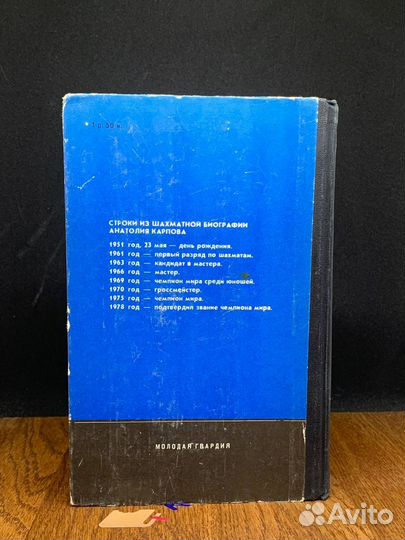 1 р. 50 к.
СТРОКИ ИЗ ШАХМАТНОЙ БИОГРАФИИ
АНАТОЛИЯ КАРПОВА
1951 год, 23 мая — день рождения.
1961 год — первый разряд по шахматам.
1963 год — кандидат в мастера.
1966 год — мастер.
1969 год — чемпион мира среди юношей.
1970 год — гроссмейстер.
1975 год — чемпион мира.
1978 год — подтвердил звание чемпиона мира.
МОЛОДАЯ ГВАРДИЯ
Avito